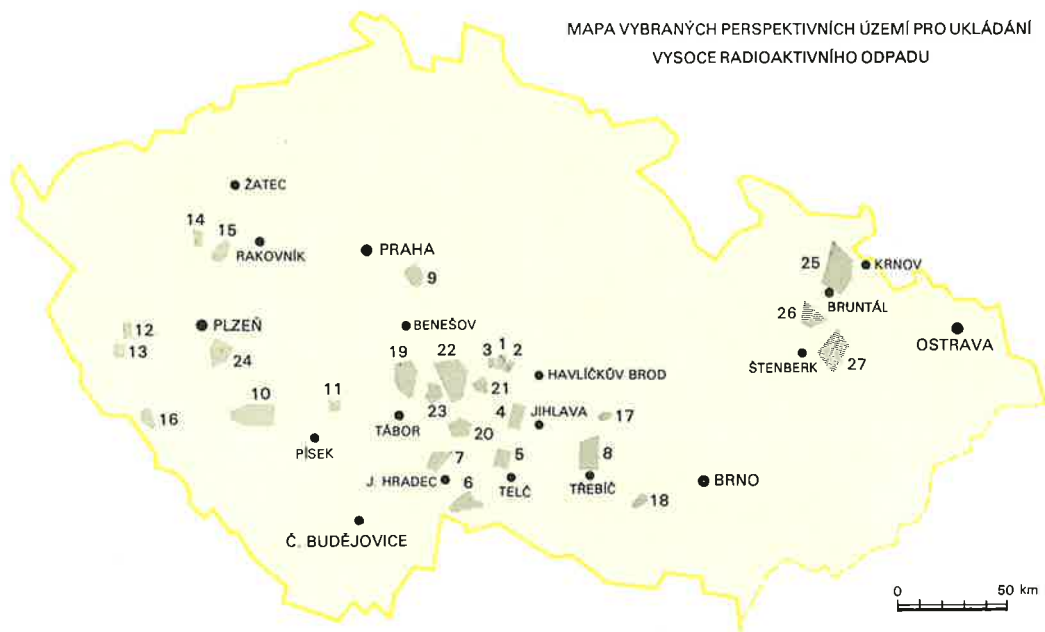 MAPA VYBRANÝCH PERSPEKTIVNÍCH ÚZEMÍ PRO UKLÁDÁNÍ
VYSOCE RADIOAKTIVNÍHO ODPADU
ŽATEC
14
15
RAKOVNÍK
PRAHA
9
25
KRNOV
BRUNTÁL
26
12
PLZEŇ
BENEŠOV
OSTRAVA
13
24
19
22
3
1
2
HAVLÍČKŮV BROD
ŠTENBERK
27
21
16
10
11
TÁBOR
23
4
JIHLAVA
17
20
PÍSEK
7
5
8
J. HRADEC
6
TELČ
TŘEBÍČ
BRNO
18
Č. BUDĚJOVICE
0 50 km